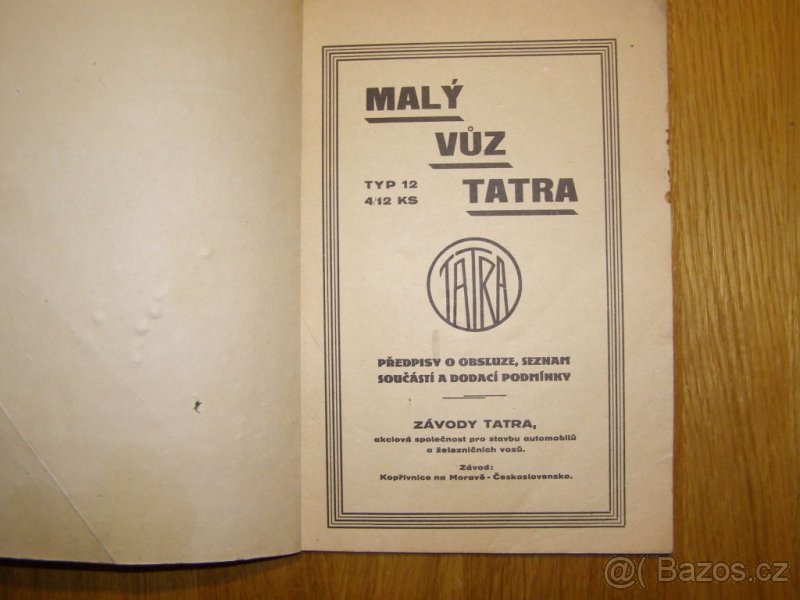 MALÝ
VŮZ
TYP 12
4/12 KS
TATRA
TATRA
PŘEDPISY O OBSLUZE, SEZNAM
SOUČÁSTÍ A DODACÍ PODMÍNKY
ZÁVODY TATRA,
akciová společnost pro stavbu automobilů
a železničních vozů.
Závod:
Kopřivnice na Moravě - Československo.
@( Bazos.cz